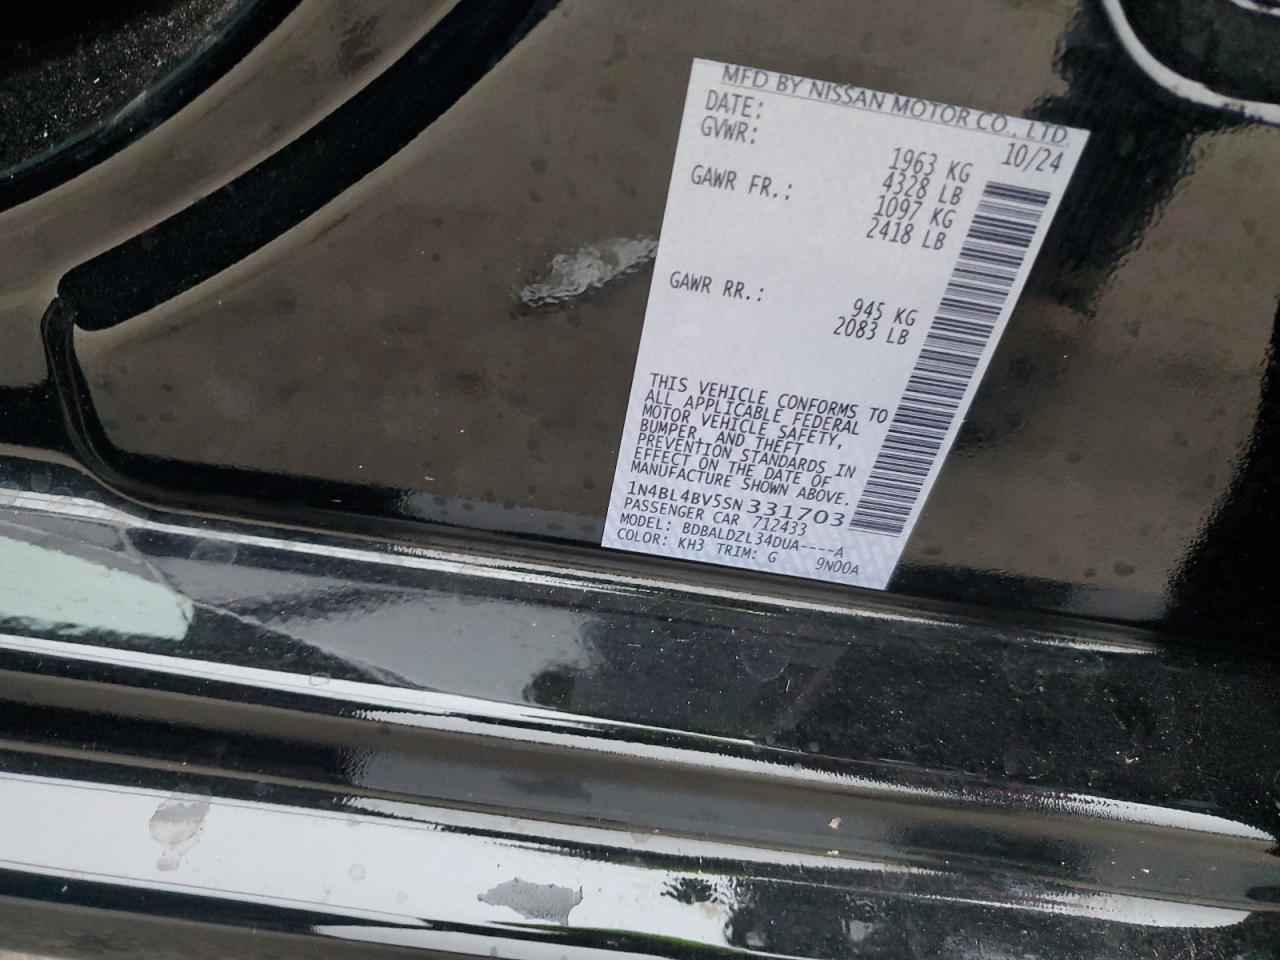 MFD BY NISSAN MOTOR CO., LTD.
DATE: 10/24
GVWR: 1963 KG
4328 LB
GAWR FR.: 1097 KG
2418 LB
GAWR RR.: 945 KG
2083 LB
THIS VEHICLE CONFORMS TO
ALL APPLICABLE FEDERAL
MOTOR VEHICLE SAFETY,
BUMPER, AND THEFT
PREVENTION STANDARDS IN
EFFECT ON THE DATE OF
MANUFACTURE SHOWN ABOVE.
1N4BL4BV5SN331703
PASSENGER CAR 712433
MODEL: BDBALDZL34DUA----A
COLOR: KH3 TRIM: G 9N00A